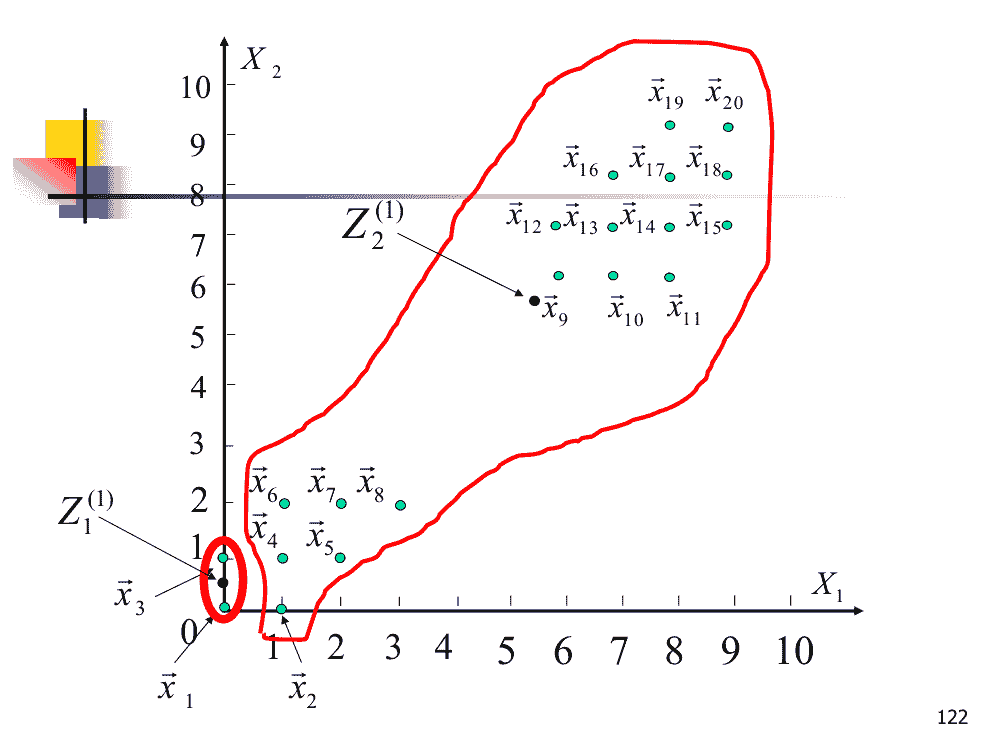 X₂
10
x⃗₁₉ x⃗₂₀
9
x⃗₁₆ x⃗₁₇ x⃗₁₈
8
Z₂⁽¹⁾
x⃗₁₂ x⃗₁₃ x⃗₁₄ x⃗₁₅
7
6
x⃗₉ x⃗₁₀ x⃗₁₁
5
4
3
x⃗₆ x⃗₇ x⃗₈
2
Z₁⁽¹⁾
x⃗₄ x⃗₅
1
x⃗₃
X₁
0 1 2 3 4 5 6 7 8 9 10
x⃗₁ x⃗₂
122